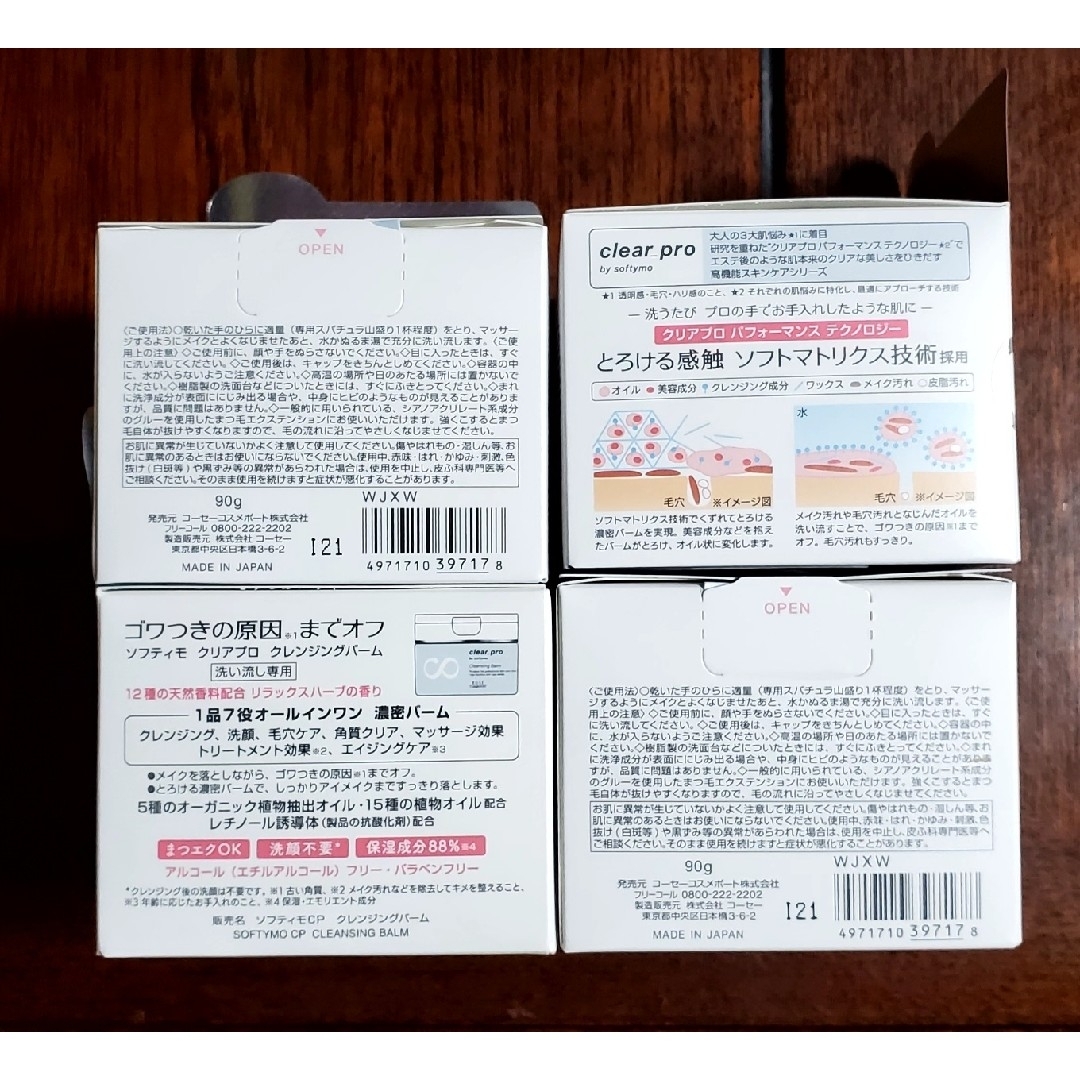 OPEN
〈ご使用法〉○乾いた手のひらに適量(専用スパチュラ山盛り1杯程度)をとり、マッサー
ジするようにメイクとよくなじませたあと、水かぬるま湯で充分に洗い流します。〈ご使
用上の注意〉◇ご使用前に、顔や手をぬらさないでください。◇目に入ったときは、すぐ
に洗い流してください。◇ご使用後は、キャップをきちんとしめてください。◇容器の中
に、水が入らないようご注意ください。◇高温の場所や日のあたる場所には置かないで
ください。◇樹脂製の洗面台などについたときには、すぐにふきとってください。◇まれ
に洗浄成分が表面ににじみ出る場合や、中身にヒビのようなものが見えることがありま
すが、品質に問題はありません。◇一般的に用いられている、シアノアクリレート系成分
のグルーを使用したまつ毛エクステンションにお使いいただけます。強くこするとまつ
毛自体が抜けやすくなりますので、毛の流れに沿ってやさしくなじませてください。
お肌に異常が生じていないかよく注意して使用してください。傷やはれもの・湿しん等、お
肌に異常のあるときはお使いにならないでください。使用中、赤味・はれ・かゆみ・刺激、色
抜け(白斑等)や黒ずみ等の異常があらわれた場合は、使用を中止し、皮ふ科専門医等へ
ご相談ください。そのまま使用を続けますと症状が悪化することがあります。
90g
WJXW
発売元 コーセーコスメポート株式会社
フリーコール 0800-222-2202
製造販売元 株式会社 コーセー
東京都中央区日本橋3-6-2
I21
MADE IN JAPAN
4971710 39717 8
clear pro
by softymo
大人の3大肌悩み★1に着目
研究を重ねた"クリアプロ パフォーマンス テクノロジー★2"で
エステ後のような肌本来のクリアな美しさをひきだす
高機能スキンケアシリーズ
★1 透明感・毛穴・ハリ感のこと、★2 それぞれの肌悩みに特化し、最適にアプローチする技術
― 洗うたび プロの手でお手入れしたような肌に ―
クリアプロ パフォーマンス テクノロジー
とろける感触 ソフトマトリクス技術採用
オイル 美容成分 クレンジング成分 ワックス メイク汚れ 皮脂汚れ
毛穴 ※イメージ図
水
毛穴 ※イメージ図
ソフトマトリクス技術でくずれてとろける
濃密バームを実現。美容成分などを抱え
たバームがとろけ、オイル状に変化します。
メイク汚れや毛穴汚れとなじんだオイルを
洗い流すことで、ゴワつきの原因※1まで
オフ。毛穴汚れもすっきり。
ゴワつきの原因※1までオフ
ソフティモ クリアプロ クレンジングバーム
洗い流し専用
12種の天然香料配合 リラックスハーブの香り
clear pro
1品7役オールインワン 濃密バーム
クレンジング、洗顔、毛穴ケア、角質クリア、マッサージ効果
トリートメント効果※2、エイジングケア※3
●メイクを落としながら、ゴワつきの原因※1までオフ。
●とろける濃密バームで、しっかりアイメイクまですっきり落とします。
5種のオーガニック植物抽出オイル・15種の植物オイル配合
レチノール誘導体(製品の抗酸化剤)配合
まつエクOK 洗顔不要* 保湿成分88%※4
アルコール(エチルアルコール)フリー・パラベンフリー
*クレンジング後の洗顔は不要です。※1 古い角質、※2 メイク汚れなどを除去してキメを整えること、
※3 年齢に応じたお手入れのこと、※4 保湿・エモリエント成分
販売名 ソフティモCP クレンジングバーム
SOFTYMO CP CLEANSING BALM
OPEN
〈ご使用法〉○乾いた手のひらに適量(専用スパチュラ山盛り1杯程度)をとり、マッサー
ジするようにメイクとよくなじませたあと、水かぬるま湯で充分に洗い流します。〈ご使
用上の注意〉◇ご使用前に、顔や手をぬらさないでください。◇目に入ったときは、すぐ
に洗い流してください。◇ご使用後は、キャップをきちんとしめてください。◇容器の中
に、水が入らないようご注意ください。◇高温の場所や日のあたる場所には置かないで
ください。◇樹脂製の洗面台などについたときには、すぐにふきとってください。◇まれ
に洗浄成分が表面ににじみ出る場合や、中身にヒビのようなものが見えることがありま
すが、品質に問題はありません。◇一般的に用いられている、シアノアクリレート系成分
のグルーを使用したまつ毛エクステンションにお使いいただけます。強くこするとまつ
毛自体が抜けやすくなりますので、毛の流れに沿ってやさしくなじませてください。
お肌に異常が生じていないかよく注意して使用してください。傷やはれもの・湿しん等、お
肌に異常のあるときはお使いにならないでください。使用中、赤味・はれ・かゆみ・刺激、色
抜け(白斑等)や黒ずみ等の異常があらわれた場合は、使用を中止し、皮ふ科専門医等へ
ご相談ください。そのまま使用を続けますと症状が悪化することがあります。
90g
WJXW
発売元 コーセーコスメポート株式会社
フリーコール 0800-222-2202
製造販売元 株式会社 コーセー
東京都中央区日本橋3-6-2
I21
MADE IN JAPAN
4971710 39717 8